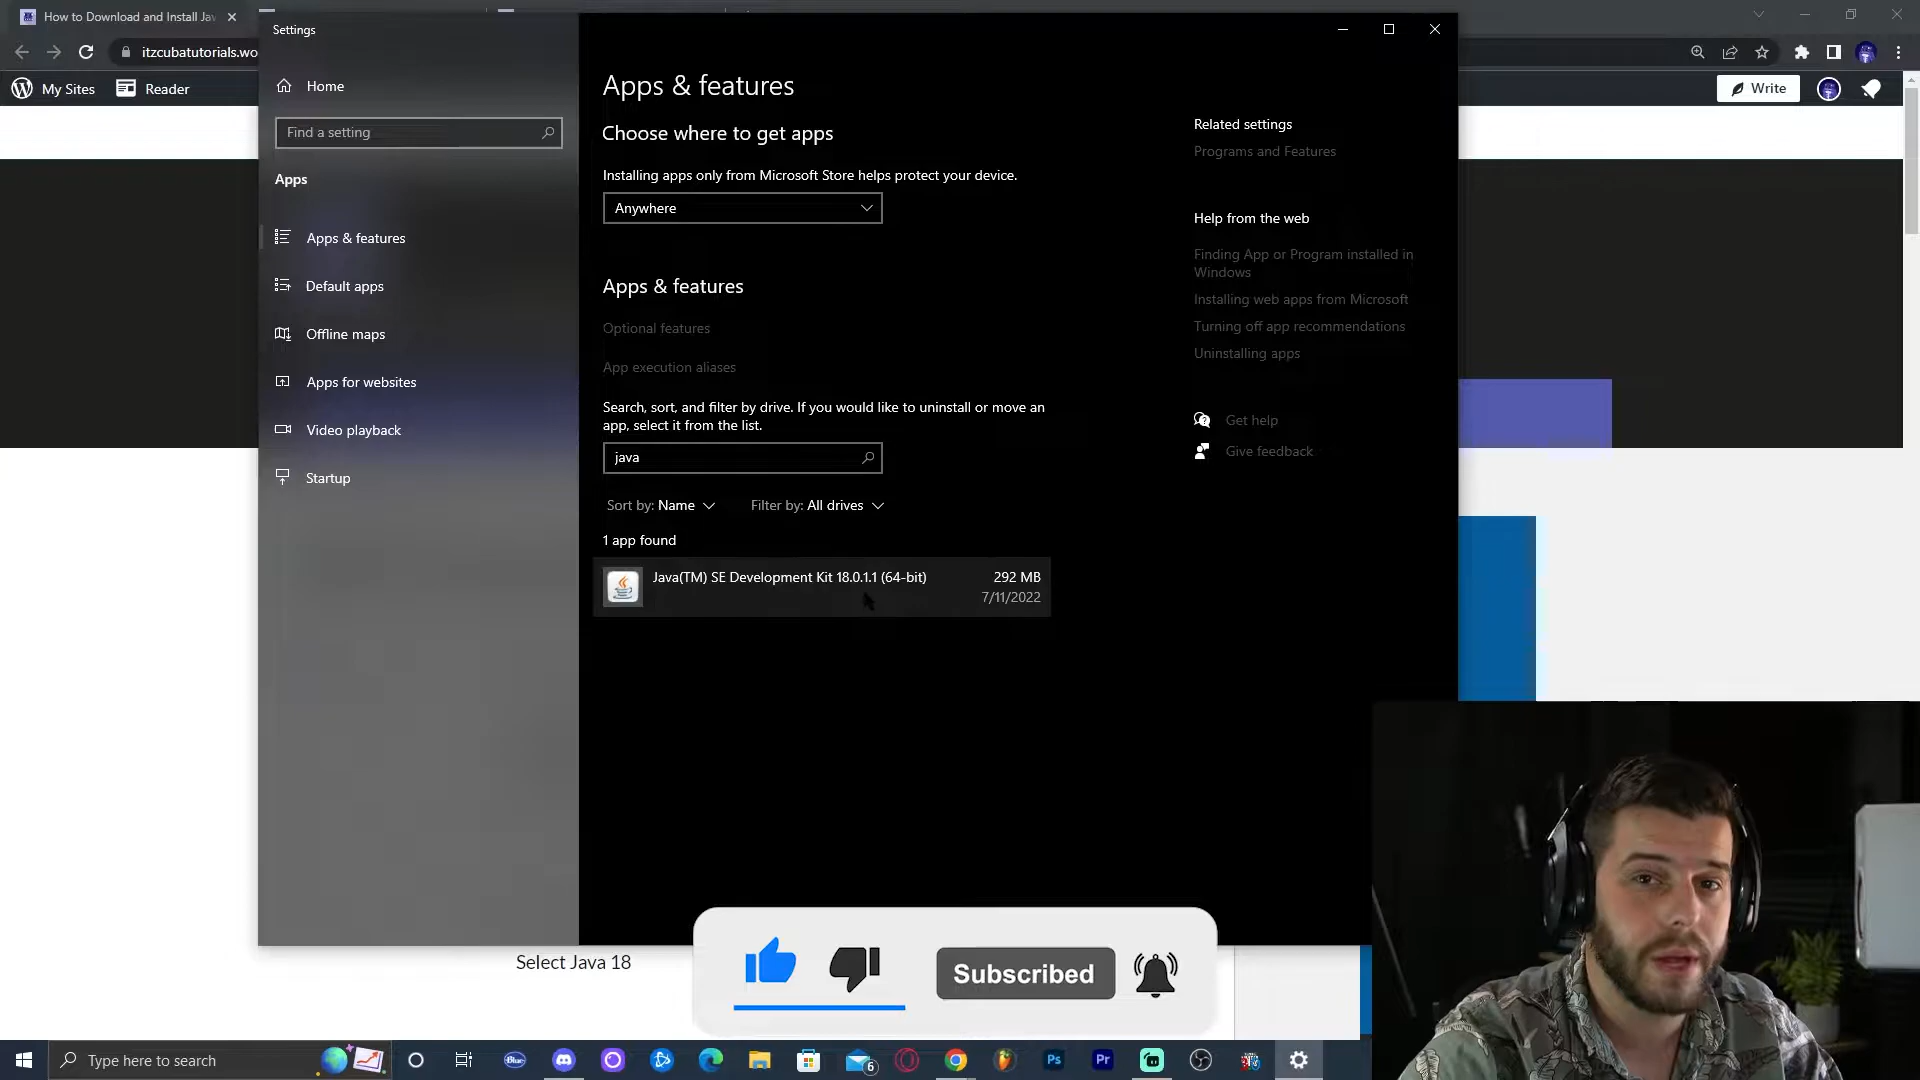 How to Download and Install Jav
itzcubatutorials.wo
My Sites
Reader
Write
Settings
Home
Find a setting
Apps
Apps & features
Default apps
Offline maps
Apps for websites
Video playback
Startup
Apps & features
Choose where to get apps
Installing apps only from Microsoft Store helps protect your device.
Anywhere
Apps & features
Optional features
App execution aliases
Search, sort, and filter by drive. If you would like to uninstall or move an
app, select it from the list.
java
Sort by: Name
Filter by: All drives
1 app found
Java(TM) SE Development Kit 18.0.1.1 (64-bit)
292 MB
7/11/2022
Related settings
Programs and Features
Help from the web
Finding App or Program installed in
Windows
Installing web apps from Microsoft
Turning off app recommendations
Uninstalling apps
Get help
Give feedback
Select Java 18
Subscribed
Type here to search
Blue
6
Ps
Pr